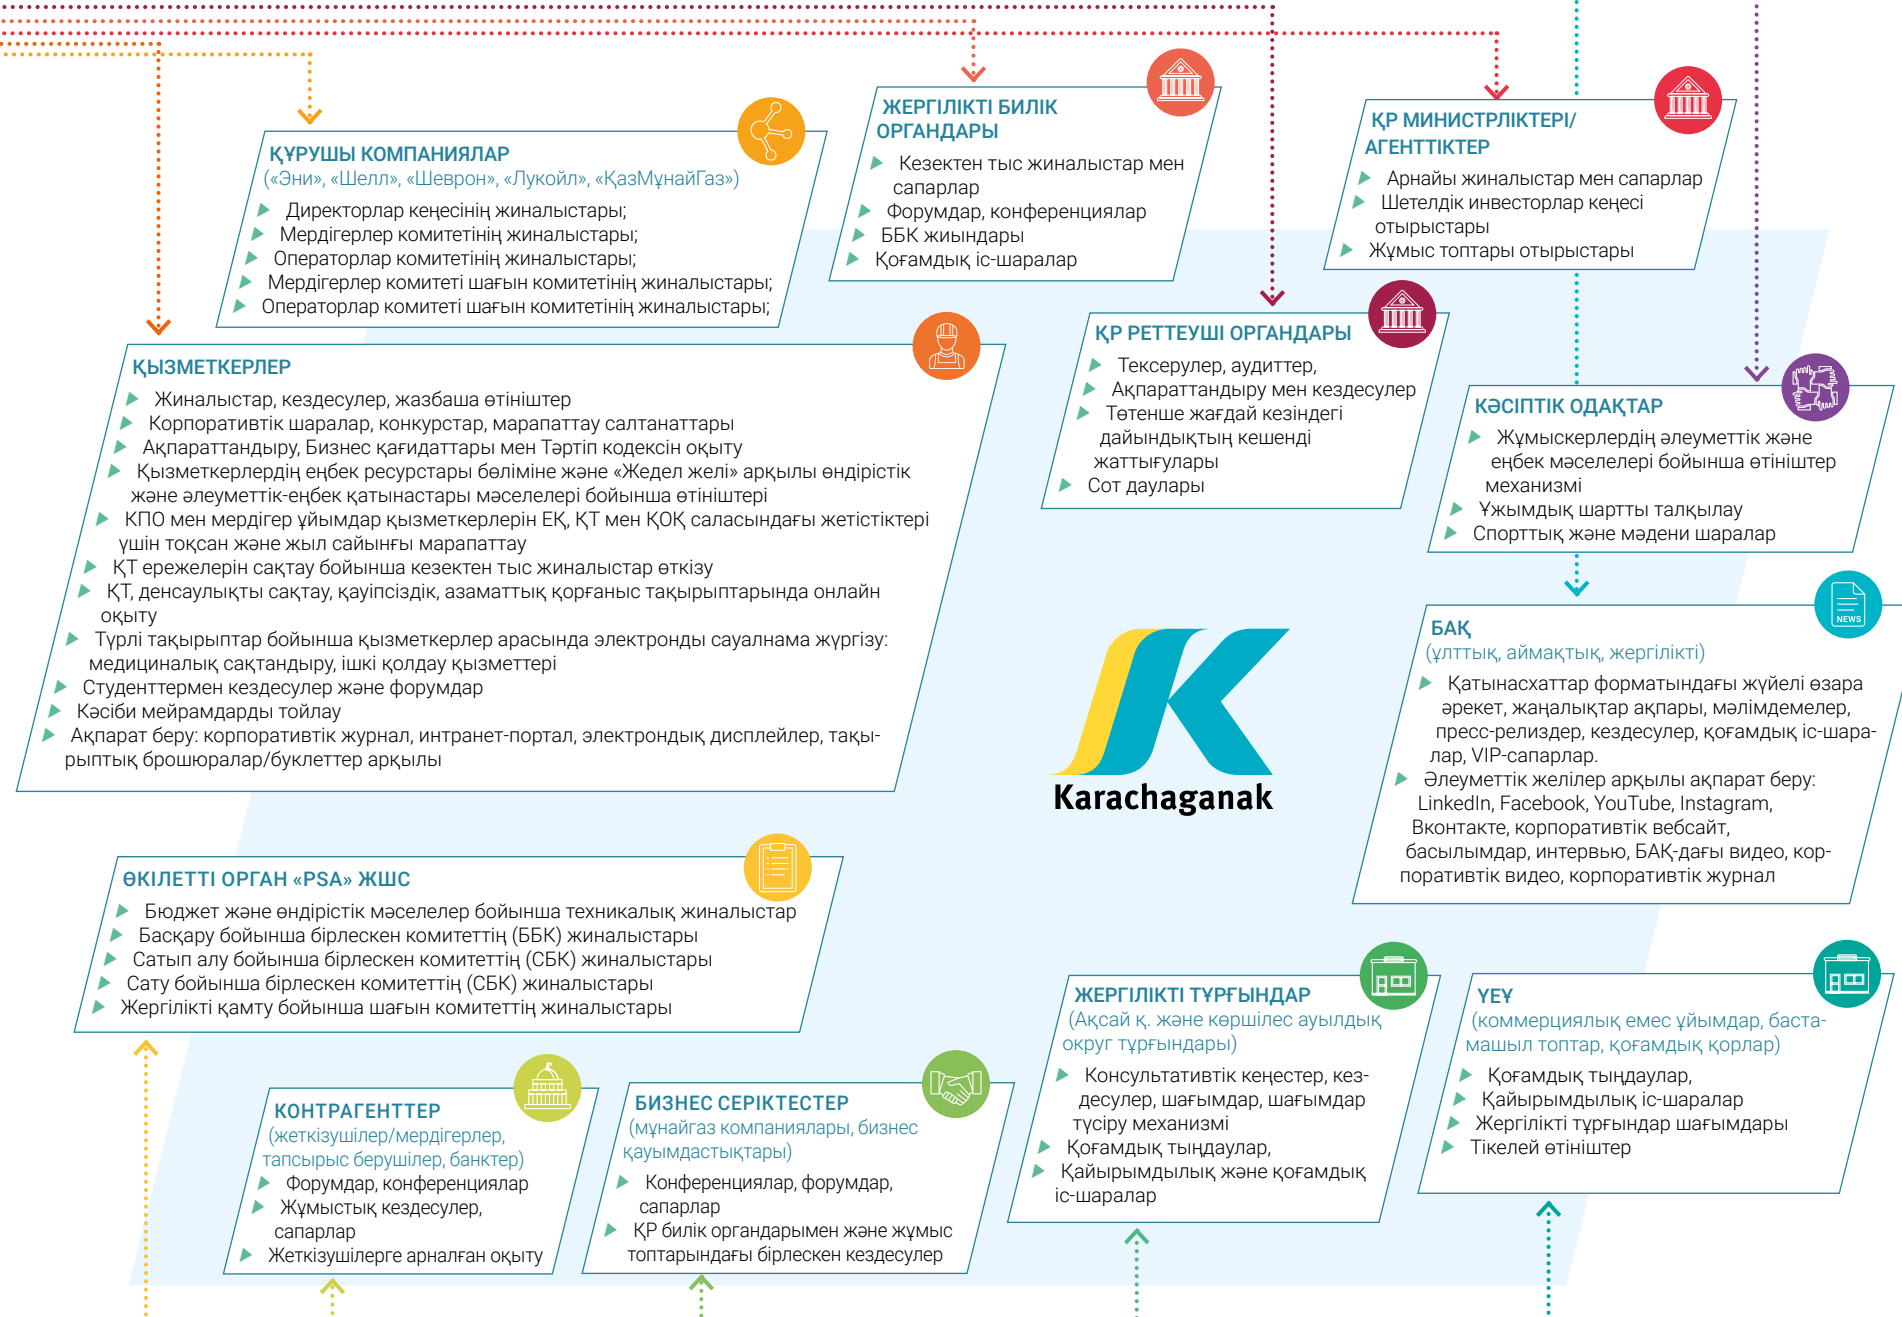 ҚҰРУШЫ КОМПАНИЯЛАР
(«Эни», «Шелл», «Шеврон», «Лукойл», «ҚазМұнайГаз»)
Директорлар кеңесінің жиналыстары;
Мердігерлер комитетінің жиналыстары;
Операторлар комитетінің жиналыстары;
Мердігерлер комитеті шағын комитетінің жиналыстары;
Операторлар комитеті шағын комитетінің жиналыстары;
ЖЕРГІЛІКТІ БИЛІК
ОРГАНДАРЫ
Кезектен тыс жиналыстар мен
сапарлар
Форумдар, конференциялар
ББК жиындары
Қоғамдық іс-шаралар
ҚР МИНИСТРЛІКТЕРІ/
АГЕНТТІКТЕР
Арнайы жиналыстар мен сапарлар
Шетелдік инвесторлар кеңесі
отырыстары
Жұмыс топтары отырыстары
ҚЫЗМЕТКЕРЛЕР
Жиналыстар, кездесулер, жазбаша өтініштер
Корпоративтік шаралар, конкурстар, марапаттау салтанаттары
Ақпараттандыру, Бизнес қағидаттары мен Тәртіп кодексін оқыту
Қызметкерлердің еңбек ресурстары бөліміне және «Жедел желі» арқылы өндірістік
және әлеуметтік-еңбек қатынастары мәселелері бойынша өтініштері
КПО мен мердігер ұйымдар қызметкерлерін ЕҚ, ҚТ мен ҚОҚ саласындағы жетістіктері
үшін тоқсан және жыл сайынғы марапаттау
ҚТ ережелерін сақтау бойынша кезектен тыс жиналыстар өткізу
ҚТ, денсаулықты сақтау, қауіпсіздік, азаматтық қорғаныс тақырыптарында онлайн
оқыту
Түрлі тақырыптар бойынша қызметкерлер арасында электронды сауалнама жүргізу:
медициналық сақтандыру, ішкі қолдау қызметтері
Студенттермен кездесулер және форумдар
Кәсіби мейрамдарды тойлау
Ақпарат беру: корпоративтік журнал, интранет-портал, электрондық дисплейлер, тақы-
рыптық брошюралар/буклеттер арқылы
ҚР РЕТТЕУШІ ОРГАНДАРЫ
Тексерулер, аудиттер,
Ақпараттандыру мен кездесулер
Төтенше жағдай кезіндегі
дайындықтың кешенді
жаттығулары
Сот даулары
КӘСІПТІК ОДАҚТАР
Жұмыскерлердің әлеуметтік және
еңбек мәселелері бойынша өтініштер
механизмі
Ұжымдық шартты талқылау
Спорттық және мәдени шаралар
NEWS
БАҚ
(ұлттық, аймақтық, жергілікті)
Қатынасхаттар форматындағы жүйелі өзара
әрекет, жаңалықтар ақпары, мәлімдемелер,
пресс-релиздер, кездесулер, қоғамдық іс-шара-
лар, VIP-сапарлар.
Әлеуметтік желілер арқылы ақпарат беру:
LinkedIn, Facebook, YouTube, Instagram,
Вконтакте, корпоративтік вебсайт,
басылымдар, интервью, БАҚ-дағы видео, кор-
поративтік видео, корпоративтік журнал
Karachaganak
ӨКІЛЕТТІ ОРГАН «PSA» ЖШС
Бюджет және өндірістік мәселелер бойынша техникалық жиналыстар
Басқару бойынша бірлескен комитеттің (ББК) жиналыстары
Сатып алу бойынша бірлескен комитеттің (СБК) жиналыстары
Сату бойынша бірлескен комитеттің (СБК) жиналыстары
Жергілікті қамту бойынша шағын комитеттің жиналыстары
КОНТРАГЕНТТЕР
(жеткізушілер/мердігерлер,
тапсырыс берушілер, банктер)
Форумдар, конференциялар
Жұмыстық кездесулер,
сапарлар
Жеткізушілерге арналған оқыту
БИЗНЕС СЕРІКТЕСТЕР
(мұнайгаз компаниялары, бизнес
қауымдастықтары)
Конференциялар, форумдар,
сапарлар
ҚР билік органдарымен және жұмыс
топтарындағы бірлескен кездесулер
ЖЕРГІЛІКТІ ТҰРҒЫНДАР
(Ақсай қ. және көршілес ауылдық
округ тұрғындары)
Консультативтік кеңестер, кез-
десулер, шағымдар, шағымдар
түсіру механизмі
Қоғамдық тыңдаулар,
Қайырымдылық және қоғамдық
іс-шаралар
ҮЕҰ
(коммерциялық емес ұйымдар, баста-
машыл топтар, қоғамдық қорлар)
Қоғамдық тыңдаулар,
Қайырымдылық іс-шаралар
Жергілікті тұрғындар шағымдары
Тікелей өтініштер